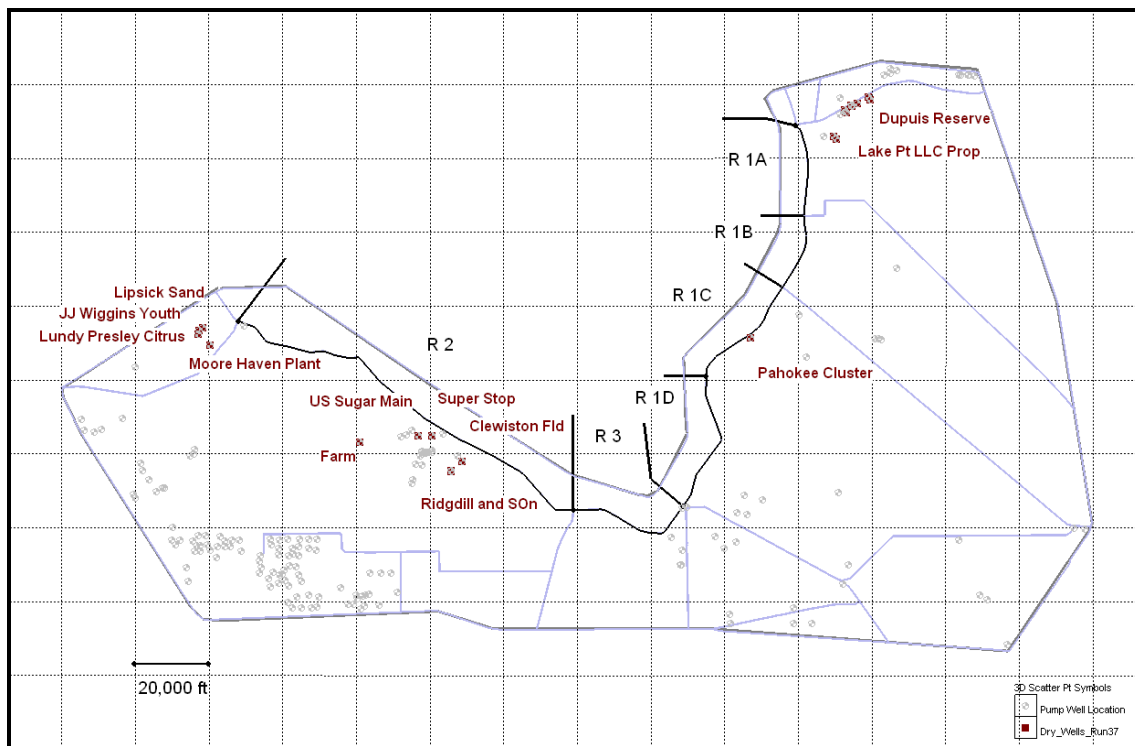 Dupuis Reserve
Lake Pt LLC Prop
R 1A
R 1B
R 1C
Lipsick Sand
JJ Wiggins Youth
Lundy Presley Citrus
Moore Haven Plant
R 2
Pahokee Cluster
US Sugar Main
Super Stop
R 1D
Clewiston Fld
R 3
Farm
Ridgdill and SOn
20,000 ft
3D Scatter Pt Symbols
Pump Well Location
Dry_Wells_Run37